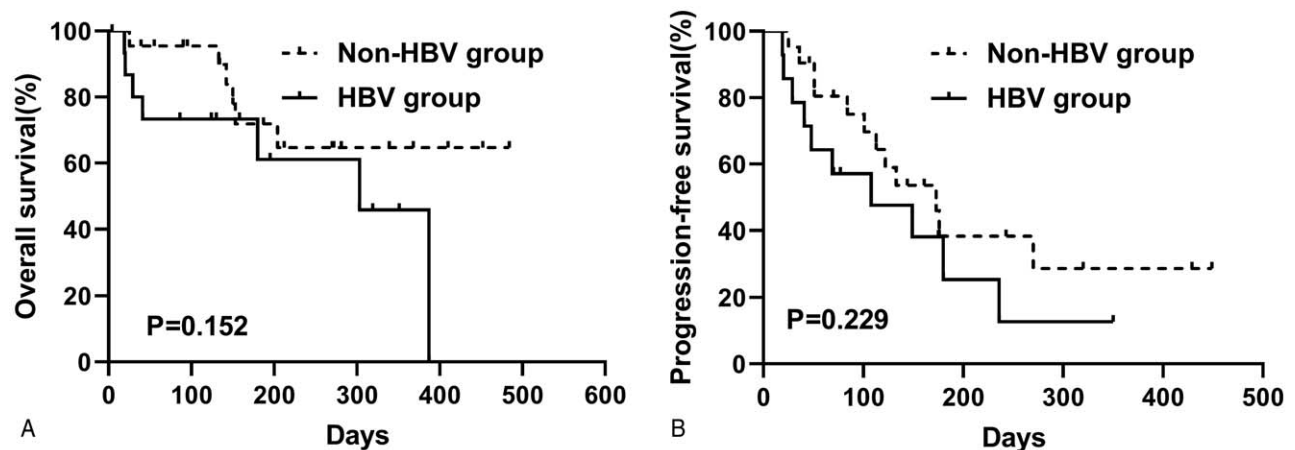 Overall survival(%)
100
80
60
40
20
0
Non-HBV group
HBV group
P=0.152
0 100 200 300 400 500 600
Days
A
Progression-free survival(%)
100
80
60
40
20
0
Non-HBV group
HBV group
P=0.229
0 100 200 300 400 500
Days
B